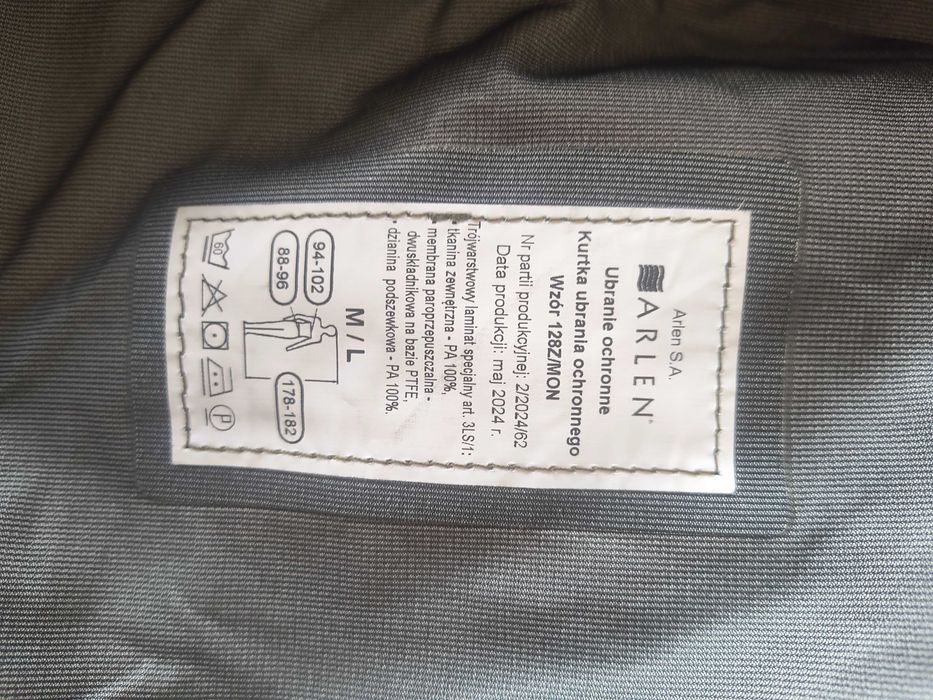 Arlen S.A.
ARLEN
Ubranie ochronne
Kurtka ubrania ochronnego
Wzór 128Z/MON
Nr partii produkcyjnej: 2/2024/62
Data produkcji: maj 2024 r.
Trójwarstwowy laminat specjalny art. 3LS/1:
• tkanina zewnętrzna - PA 100%,
• membrana paroprzepuszczalna -
dwuskładnikowa na bazie PTFE,
• dzianina podszewkowa - PA 100%.
M / L
94-102
88-96
178-182
60
P